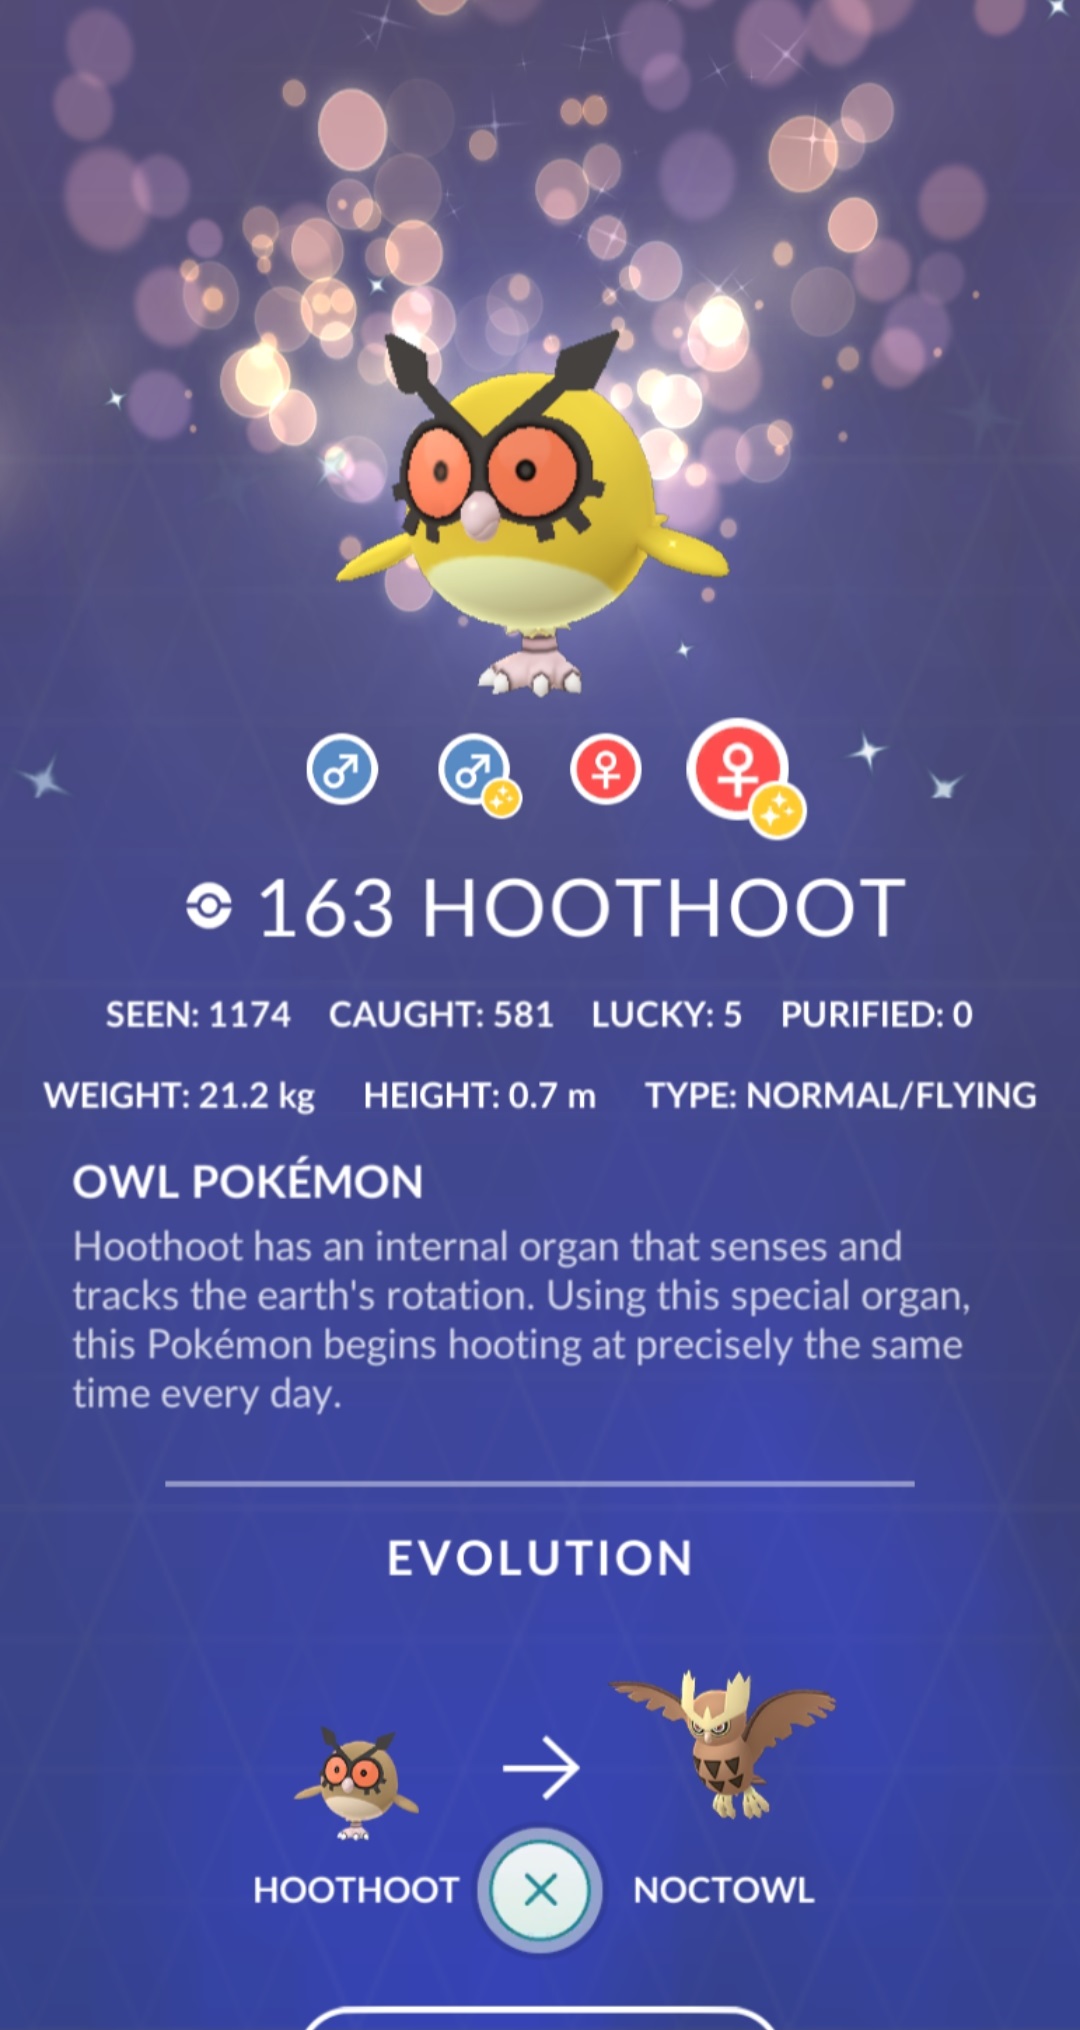 163 HOOTHOOT
SEEN: 1174 CAUGHT: 581 LUCKY: 5 PURIFIED: 0
WEIGHT: 21.2 kg HEIGHT: 0.7 m TYPE: NORMAL/FLYING
OWL POKÉMON
Hoothoot has an internal organ that senses and
tracks the earth's rotation. Using this special organ,
this Pokémon begins hooting at precisely the same
time every day.
EVOLUTION
HOOTHOOT NOCTOWL